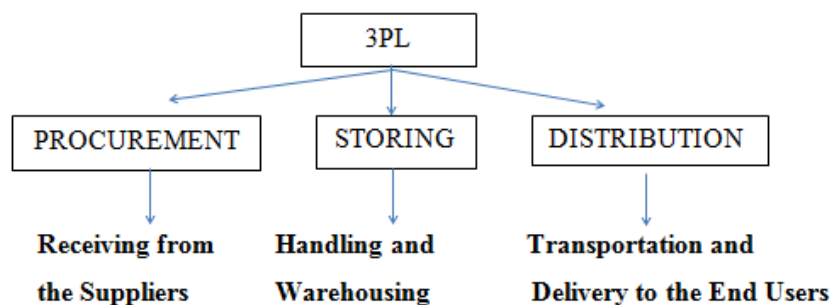 3PL
PROCUREMENT
STORING
DISTRIBUTION
Receiving from
the Suppliers
Handling and
Warehousing
Transportation and
Delivery to the End Users